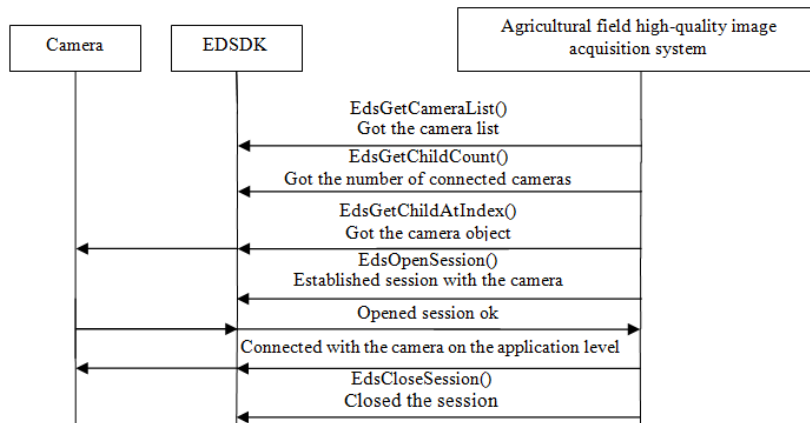 Camera
EDSDK
Agricultural field high-quality image
acquisition system
EdsGetCameraList()
Got the camera list
EdsGetChildCount()
Got the number of connected cameras
EdsGetChildAtIndex()
Got the camera object
EdsOpenSession()
Established session with the camera
Opened session ok
Connected with the camera on the application level
EdsCloseSession()
Closed the session